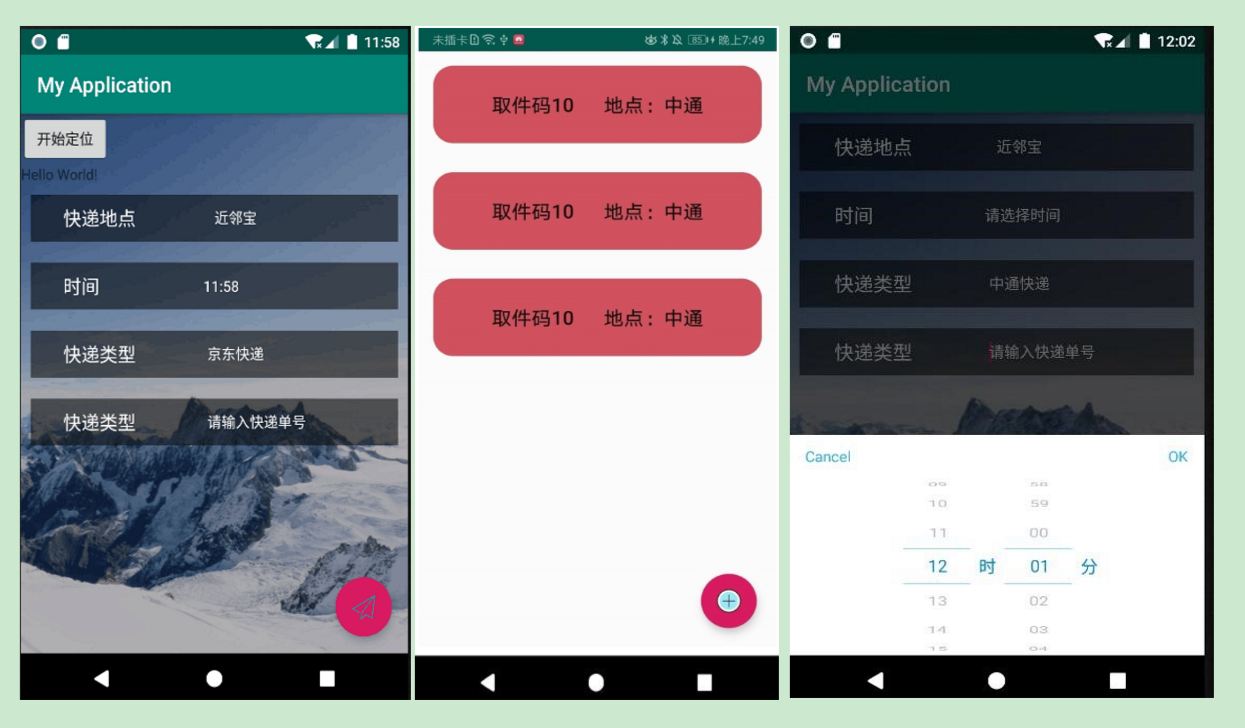 11:58
My Application
开始定位
Hello World!
快递地点 近邻宝
时间 11:58
快递类型 京东快递
快递类型 请输入快递单号
未插卡 85 晚上7:49
取件码10 地点：中通
取件码10 地点：中通
取件码10 地点：中通
12:02
My Application
快递地点 近邻宝
时间 请选择时间
快递类型 中通快递
快递类型 请输入快递单号
Cancel OK
09 58
10 59
11 00
12 时 01 分
13 02
14 03
15 04